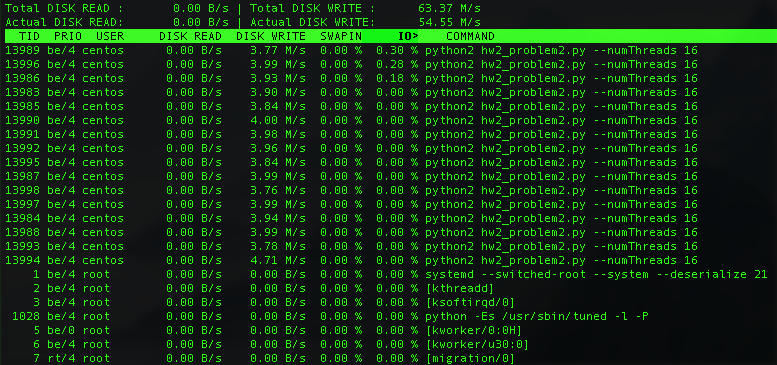 Total DISK READ :       0.00 B/s | Total DISK WRITE :      63.37 M/s
Actual DISK READ:       0.00 B/s | Actual DISK WRITE:      54.55 M/s
  TID  PRIO  USER     DISK READ  DISK WRITE  SWAPIN     IO>    COMMAND
13989 be/4 centos      0.00 B/s    3.77 M/s  0.00 %  0.30 % python2 hw2_problem2.py --numThreads 16
13996 be/4 centos      0.00 B/s    3.99 M/s  0.00 %  0.28 % python2 hw2_problem2.py --numThreads 16
13986 be/4 centos      0.00 B/s    3.93 M/s  0.00 %  0.18 % python2 hw2_problem2.py --numThreads 16
13983 be/4 centos      0.00 B/s    3.94 M/s  0.00 %  0.00 % python2 hw2_problem2.py --numThreads 16
13985 be/4 centos      0.00 B/s    3.84 M/s  0.00 %  0.00 % python2 hw2_problem2.py --numThreads 16
13990 be/4 centos      0.00 B/s    4.00 M/s  0.00 %  0.00 % python2 hw2_problem2.py --numThreads 16
13991 be/4 centos      0.00 B/s    3.98 M/s  0.00 %  0.00 % python2 hw2_problem2.py --numThreads 16
13992 be/4 centos      0.00 B/s    3.96 M/s  0.00 %  0.00 % python2 hw2_problem2.py --numThreads 16
13995 be/4 centos      0.00 B/s    3.84 M/s  0.00 %  0.00 % python2 hw2_problem2.py --numThreads 16
13987 be/4 centos      0.00 B/s    3.99 M/s  0.00 %  0.00 % python2 hw2_problem2.py --numThreads 16
13998 be/4 centos      0.00 B/s    3.76 M/s  0.00 %  0.00 % python2 hw2_problem2.py --numThreads 16
13997 be/4 centos      0.00 B/s    3.99 M/s  0.00 %  0.00 % python2 hw2_problem2.py --numThreads 16
13984 be/4 centos      0.00 B/s    3.94 M/s  0.00 %  0.00 % python2 hw2_problem2.py --numThreads 16
13988 be/4 centos      0.00 B/s    3.99 M/s  0.00 %  0.00 % python2 hw2_problem2.py --numThreads 16
13993 be/4 centos      0.00 B/s    3.78 M/s  0.00 %  0.00 % python2 hw2_problem2.py --numThreads 16
13994 be/4 centos      0.00 B/s    4.71 M/s  0.00 %  0.00 % python2 hw2_problem2.py --numThreads 16
    1 be/4 root        0.00 B/s    0.00 B/s  0.00 %  0.00 % systemd --switched-root --system --deserialize 21
    2 be/4 root        0.00 B/s    0.00 B/s  0.00 %  0.00 % [kthreadd]
    3 be/4 root        0.00 B/s    0.00 B/s  0.00 %  0.00 % [ksoftirqd/0]
 1028 be/4 root        0.00 B/s    0.00 B/s  0.00 %  0.00 % python -Es /usr/sbin/tuned -l -P
    5 be/0 root        0.00 B/s    0.00 B/s  0.00 %  0.00 % [kworker/0:0H]
    6 be/4 root        0.00 B/s    0.00 B/s  0.00 %  0.00 % [kworker/u30:0]
    7 rt/4 root        0.00 B/s    0.00 B/s  0.00 %  0.00 % [migration/0]